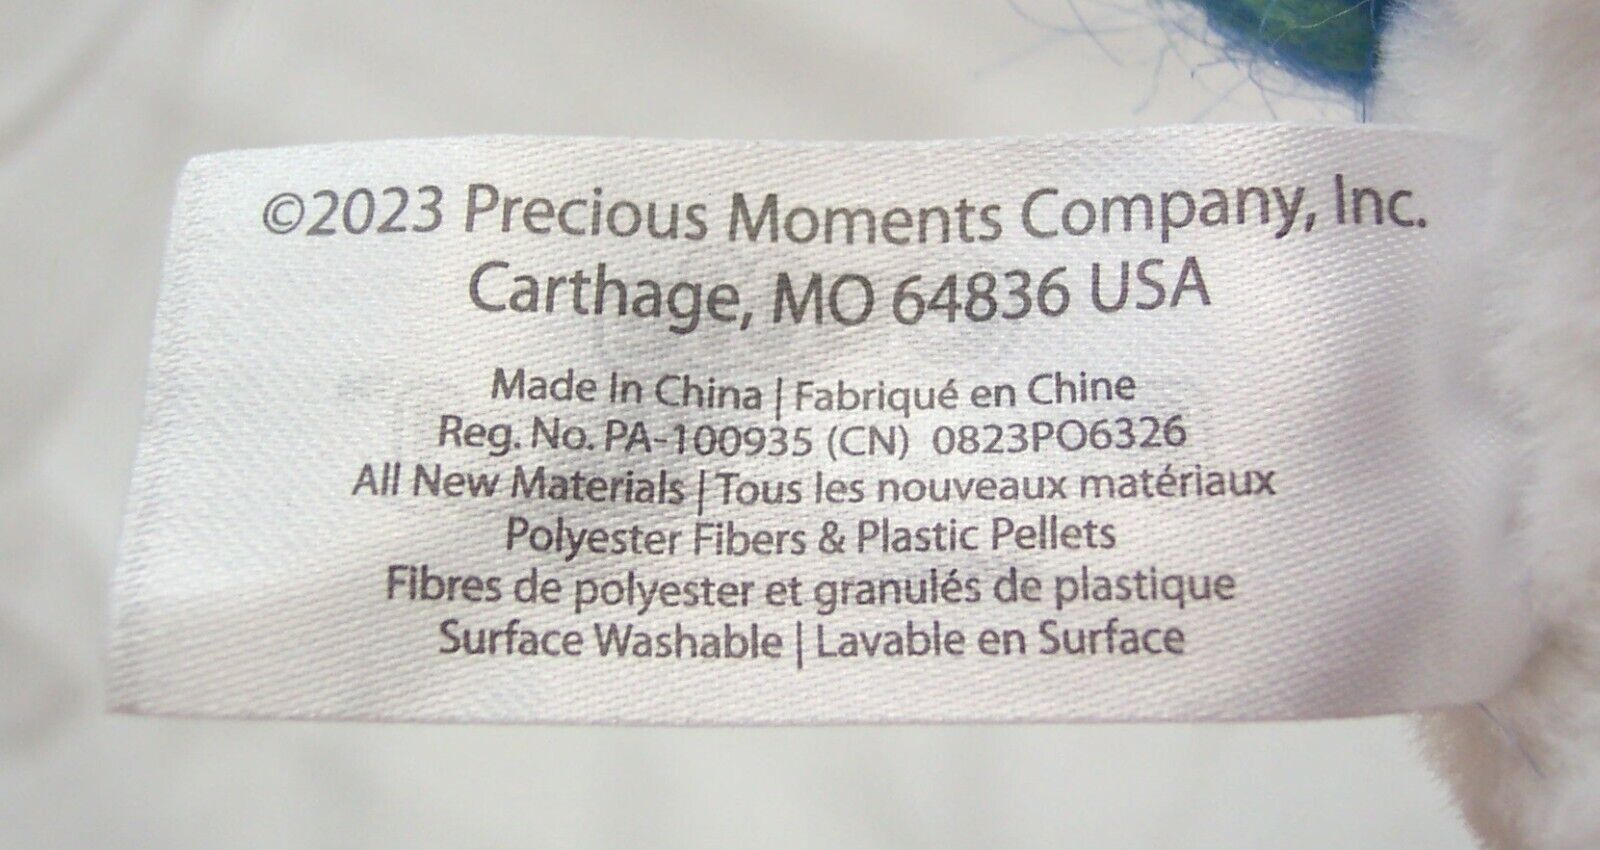 ©2023 Precious Moments Company, Inc.
Carthage, MO 64836 USA
Made In China | Fabriqué en Chine
Reg. No. PA-100935 (CN) 0823PO6326
All New Materials | Tous les nouveaux matériaux
Polyester Fibers & Plastic Pellets
Fibres de polyester et granulés de plastique
Surface Washable | Lavable en Surface